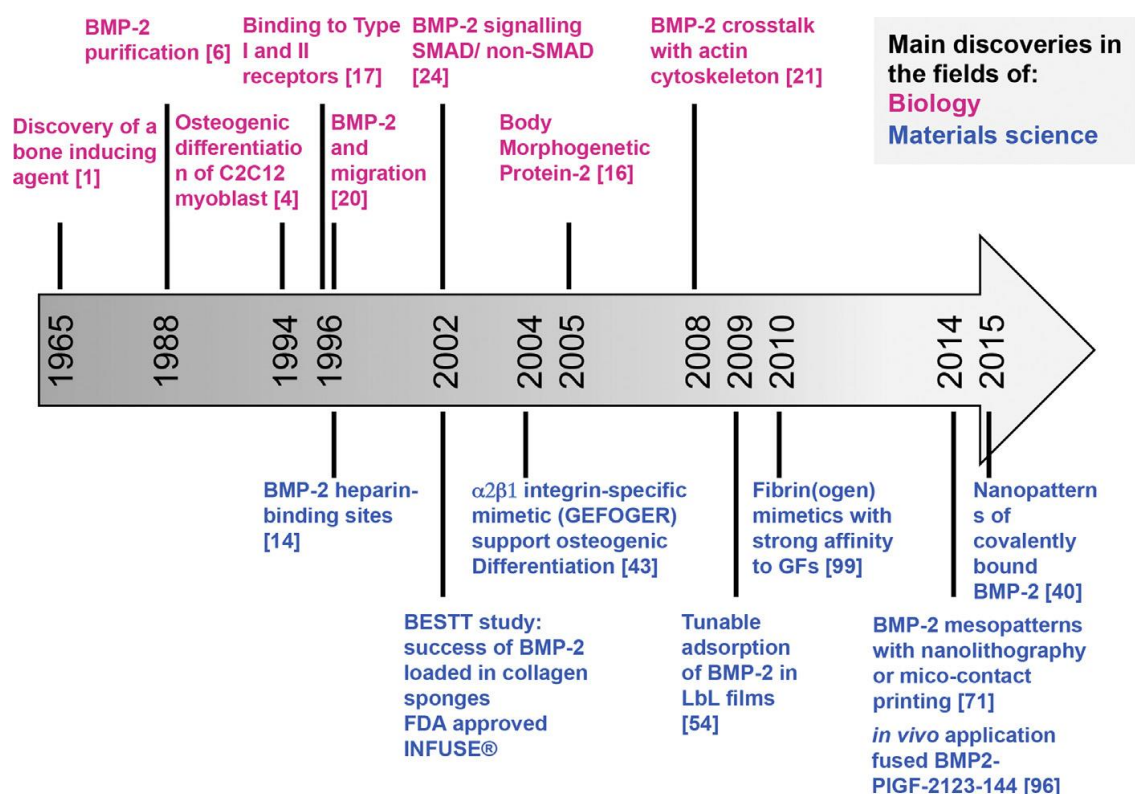 BMP-2
purification [6]
Binding to Type
I and II
receptors [17]
BMP-2 signalling
SMAD/ non-SMAD
[24]
BMP-2 crosstalk
with actin
cytoskeleton [21]
Main discoveries in
the fields of:
Biology
Materials science
Discovery of a
bone inducing
agent [1]
Osteogenic
differentiatio
n of C2C12
myoblast [4]
BMP-2
and
migration
[20]
Body
Morphogenetic
Protein-2 [16]
1965
1988
1994
1996
2002
2004
2005
2008
2009
2010
2014
2015
BMP-2 heparin-
binding sites
[14]
α2β1 integrin-specific
mimetic (GEFOGER)
support osteogenic
Differentiation [43]
Fibrin(ogen)
mimetics with
strong affinity
to GFs [99]
Nanopattern
s of
covalently
bound
BMP-2 [40]
BESTT study:
success of BMP-2
loaded in collagen
sponges
FDA approved
INFUSE®
Tunable
adsorption
of BMP-2 in
LbL films
[54]
BMP-2 mesopatterns
with nanolithography
or mico-contact
printing [71]
in vivo application
fused BMP2-
PlGF-2123-144 [96]